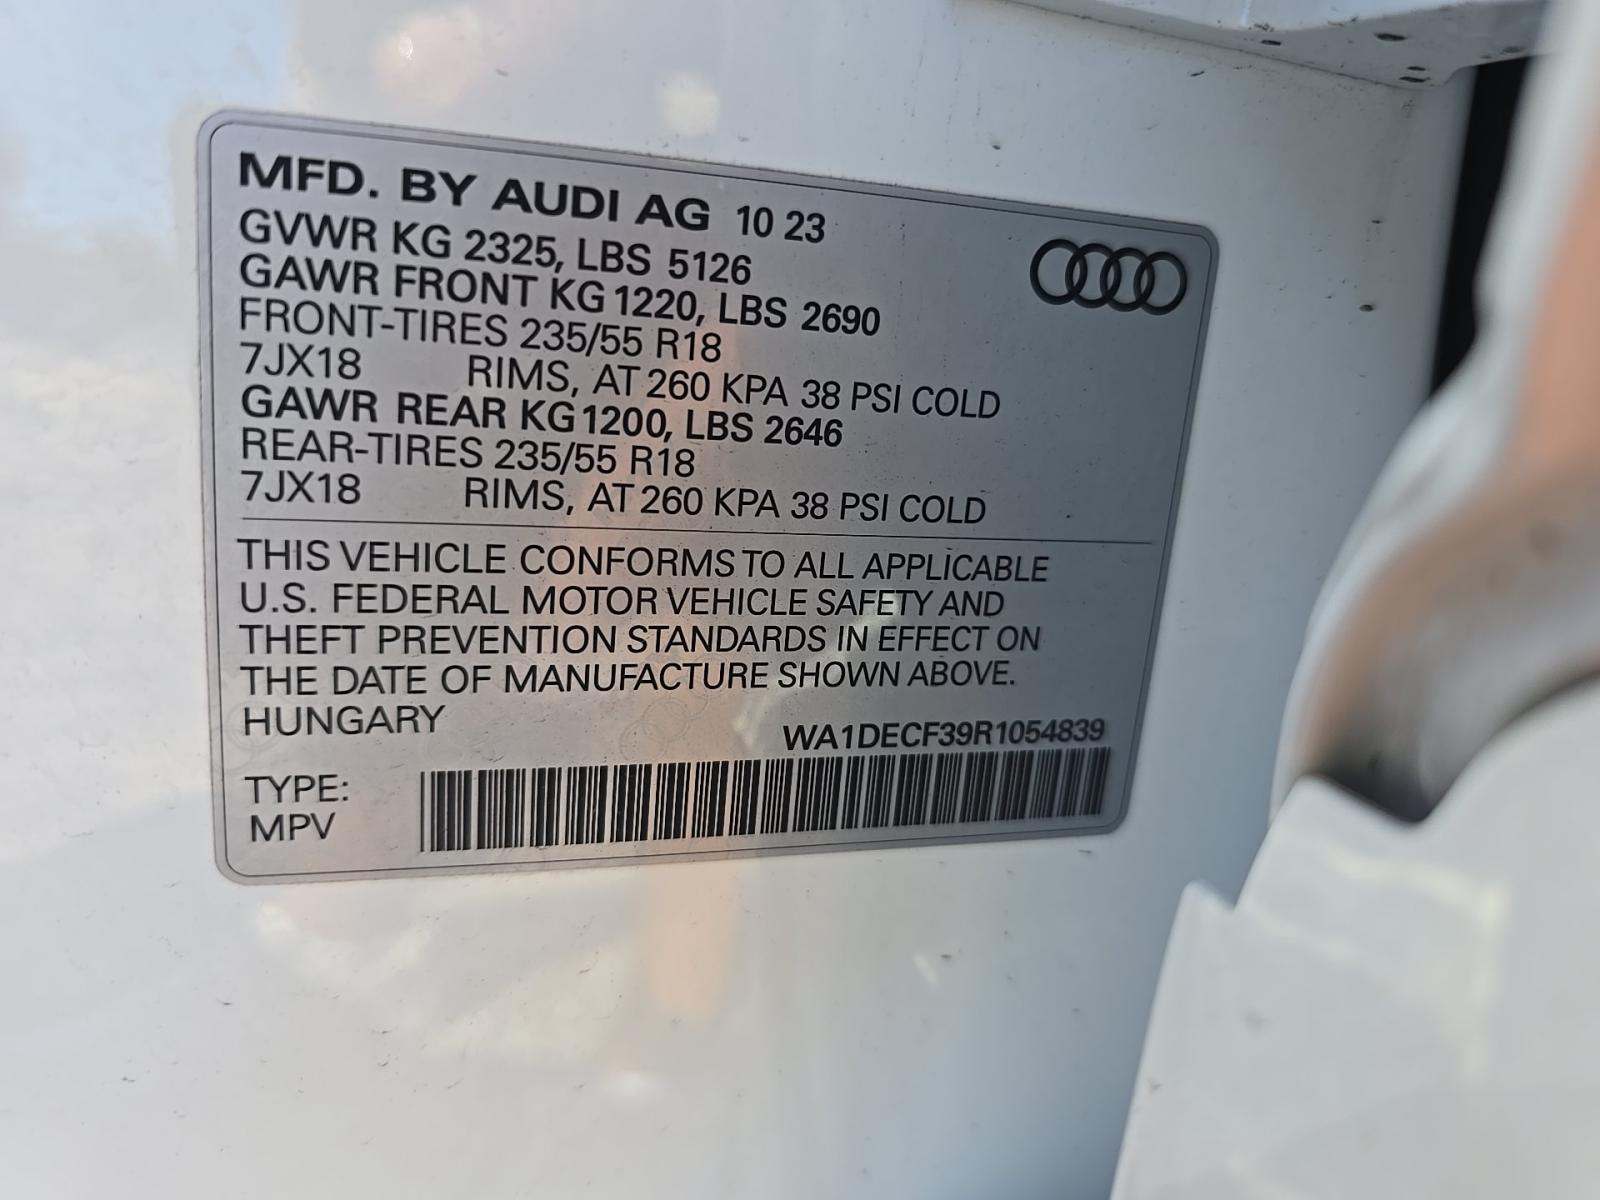 MFD. BY AUDI AG 10 23
GVWR KG 2325, LBS 5126
GAWR FRONT KG 1220, LBS 2690
FRONT-TIRES 235/55 R18
7JX18 RIMS, AT 260 KPA 38 PSI COLD
GAWR REAR KG 1200, LBS 2646
REAR-TIRES 235/55 R18
7JX18 RIMS, AT 260 KPA 38 PSI COLD
THIS VEHICLE CONFORMS TO ALL APPLICABLE
U.S. FEDERAL MOTOR VEHICLE SAFETY AND
THEFT PREVENTION STANDARDS IN EFFECT ON
THE DATE OF MANUFACTURE SHOWN ABOVE.
HUNGARY
WA1DECF39R1054839
TYPE:
MPV